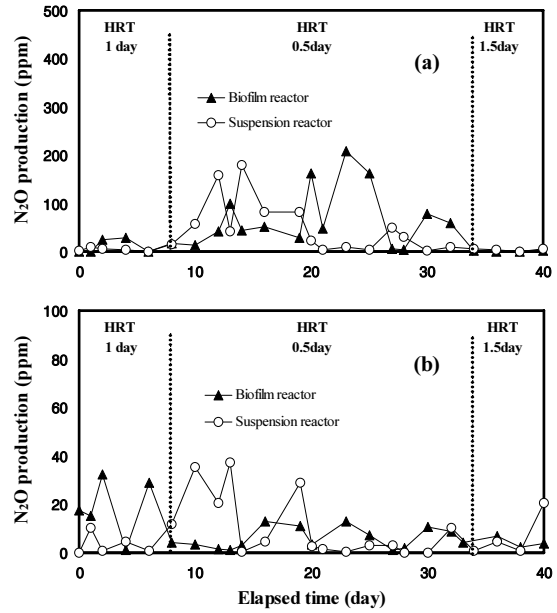 500
400
300
200
100
0
N₂O production (ppm)
HRT
1 day
HRT
0.5day
HRT
1.5day
(a)
Biofilm reactor
Suspension reactor
0 10 20 30 40
100
80
60
40
20
0
N₂O production (ppm)
HRT
1 day
HRT
0.5day
HRT
1.5day
(b)
Biofilm reactor
Suspension reactor
0 10 20 30 40
Elapsed time (day)